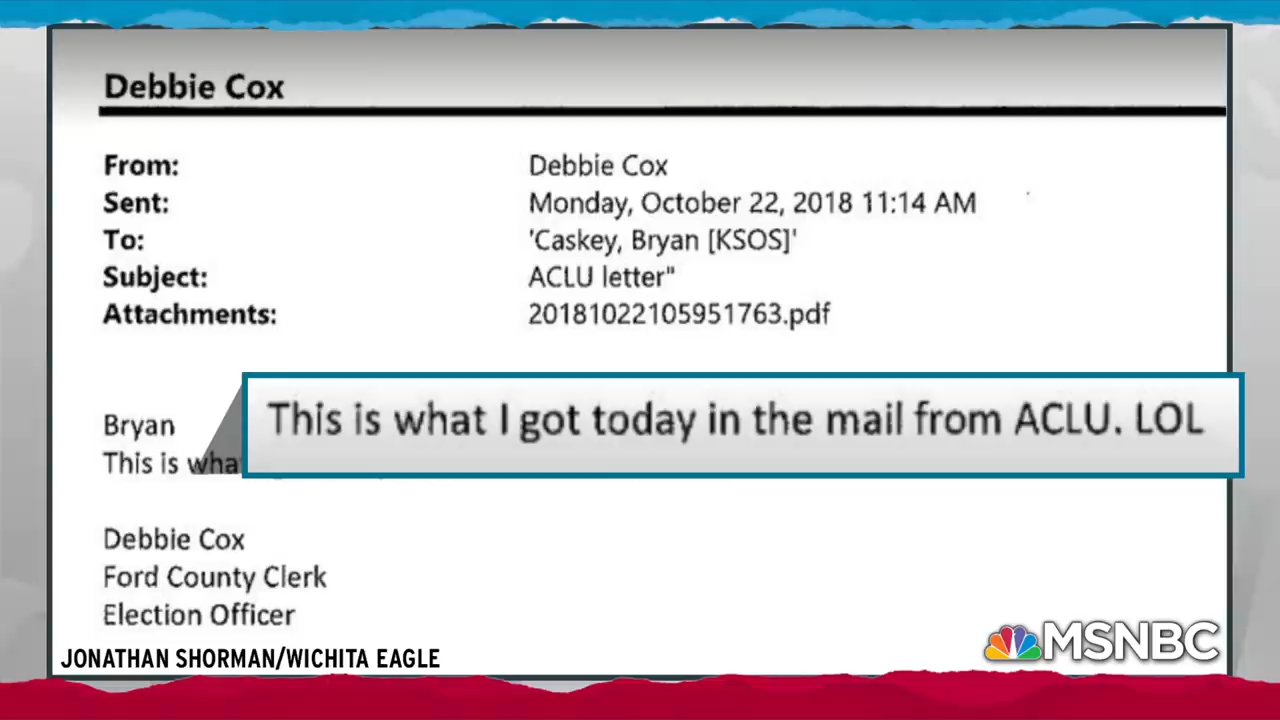 Debbie Cox
From: Debbie Cox
Sent: Monday, October 22, 2018 11:14 AM
To: 'Caskey, Bryan [KSOS]'
Subject: ACLU letter"
Attachments: 20181022105951763.pdf
Bryan
This is wha
This is what I got today in the mail from ACLU. LOL
Debbie Cox
Ford County Clerk
Election Officer
JONATHAN SHORMAN/WICHITA EAGLE
MSNBC